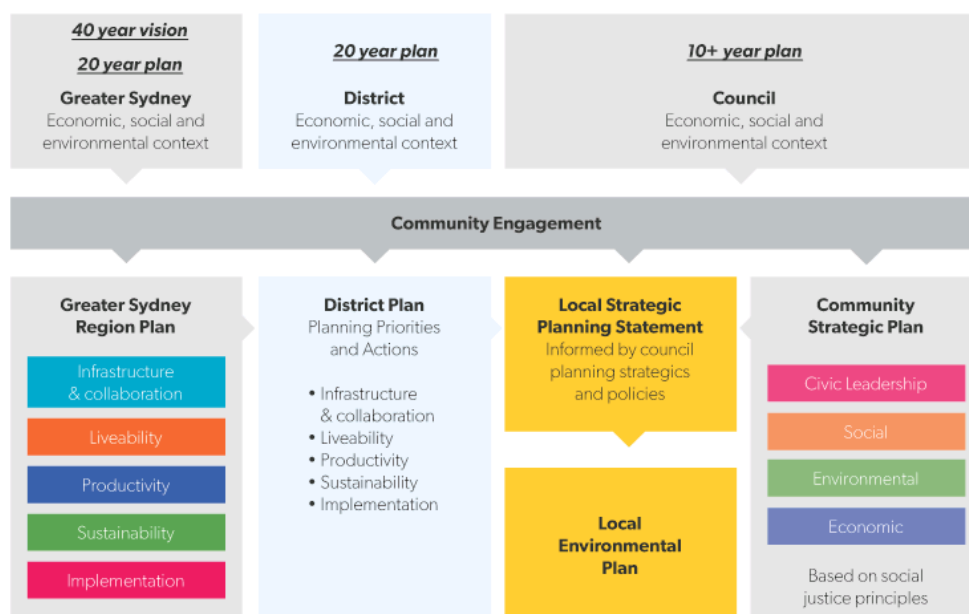 40 year vision
20 year plan
Greater Sydney
Economic, social and
environmental context
20 year plan
District
Economic, social and
environmental context
10+ year plan
Council
Economic, social and
environmental context
Community Engagement
Greater Sydney
Region Plan
Infrastructure
& collaboration
Liveability
Productivity
Sustainability
Implementation
District Plan
Planning Priorities
and Actions
• Infrastructure
& collaboration
• Liveability
• Productivity
• Sustainability
• Implementation
Local Strategic
Planning Statement
Informed by council
planning strategics
and policies
Local
Environmental
Plan
Community
Strategic Plan
Civic Leadership
Social
Environmental
Economic
Based on social
justice principles